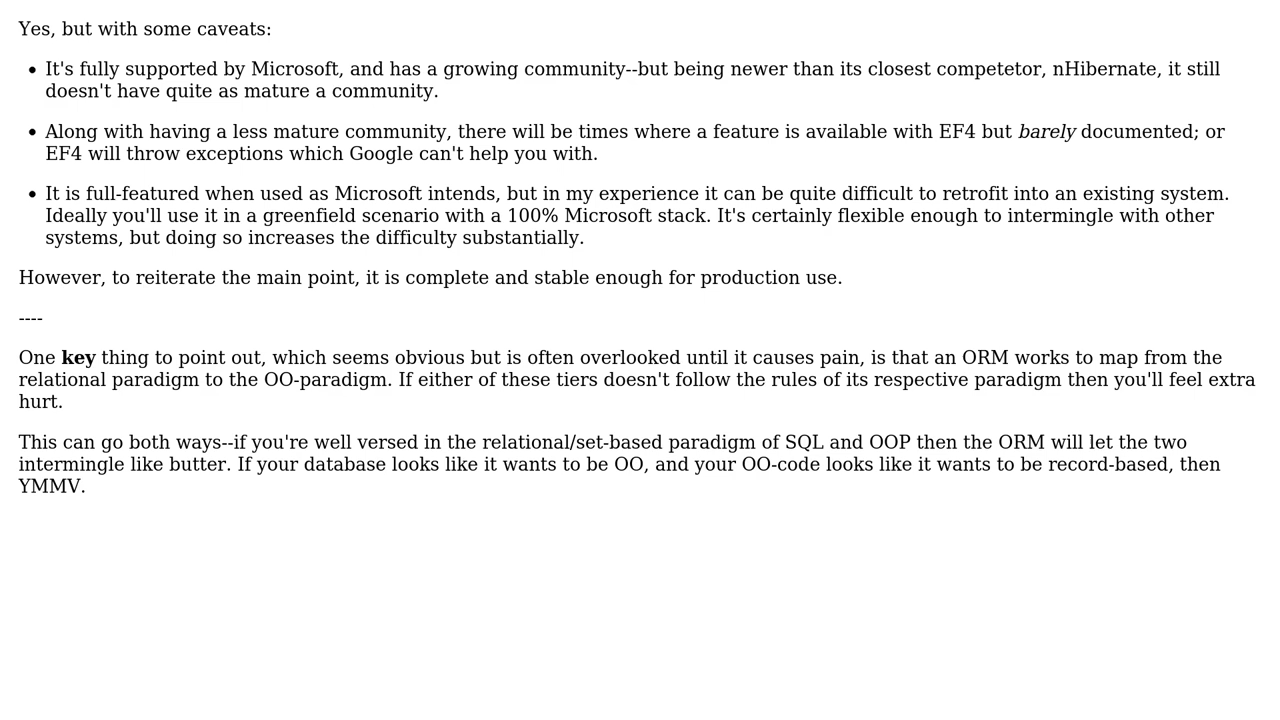 Yes, but with some caveats:
• It's fully supported by Microsoft, and has a growing community--but being newer than its closest competetor, nHibernate, it still
doesn't have quite as mature a community.
• Along with having a less mature community, there will be times where a feature is available with EF4 but barely documented; or
EF4 will throw exceptions which Google can't help you with.
• It is full-featured when used as Microsoft intends, but in my experience it can be quite difficult to retrofit into an existing system.
Ideally you'll use it in a greenfield scenario with a 100% Microsoft stack. It's certainly flexible enough to intermingle with other
systems, but doing so increases the difficulty substantially.
However, to reiterate the main point, it is complete and stable enough for production use.
----
One key thing to point out, which seems obvious but is often overlooked until it causes pain, is that an ORM works to map from the
relational paradigm to the OO-paradigm. If either of these tiers doesn't follow the rules of its respective paradigm then you'll feel extra
hurt.
This can go both ways--if you're well versed in the relational/set-based paradigm of SQL and OOP then the ORM will let the two
intermingle like butter. If your database looks like it wants to be OO, and your OO-code looks like it wants to be record-based, then
YMMV.